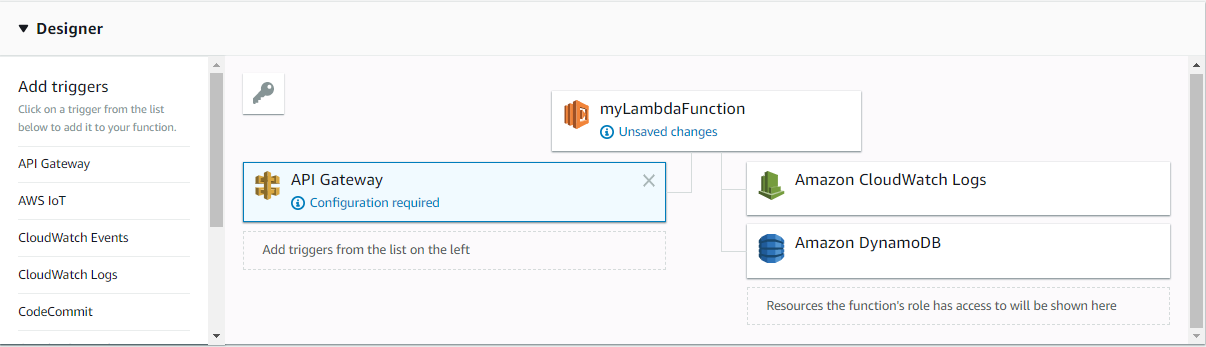 Designer
Add triggers
Click on a trigger from the list
below to add it to your function.
API Gateway
AWS IoT
CloudWatch Events
CloudWatch Logs
CodeCommit
myLambdaFunction
Unsaved changes
API Gateway
Configuration required
Add triggers from the list on the left
Amazon CloudWatch Logs
Amazon DynamoDB
Resources the function's role has access to will be shown here